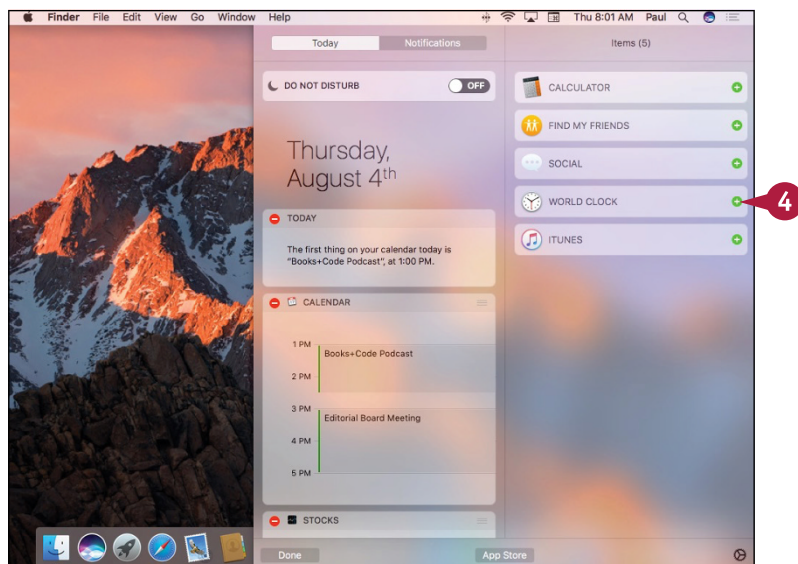 Finder File Edit View Go Window Help Thu 8:01 AM Paul
Today Notifications
Items (5)
DO NOT DISTURB OFF
Thursday,
August 4th
TODAY
The first thing on your calendar today is
"Books+Code Podcast", at 1:00 PM.
CALENDAR
1 PM
Books+Code Podcast
2 PM
3 PM
Editorial Board Meeting
4 PM
5 PM
STOCKS
Done
App Store
CALCULATOR
FIND MY FRIENDS
SOCIAL
WORLD CLOCK
4
ITUNES